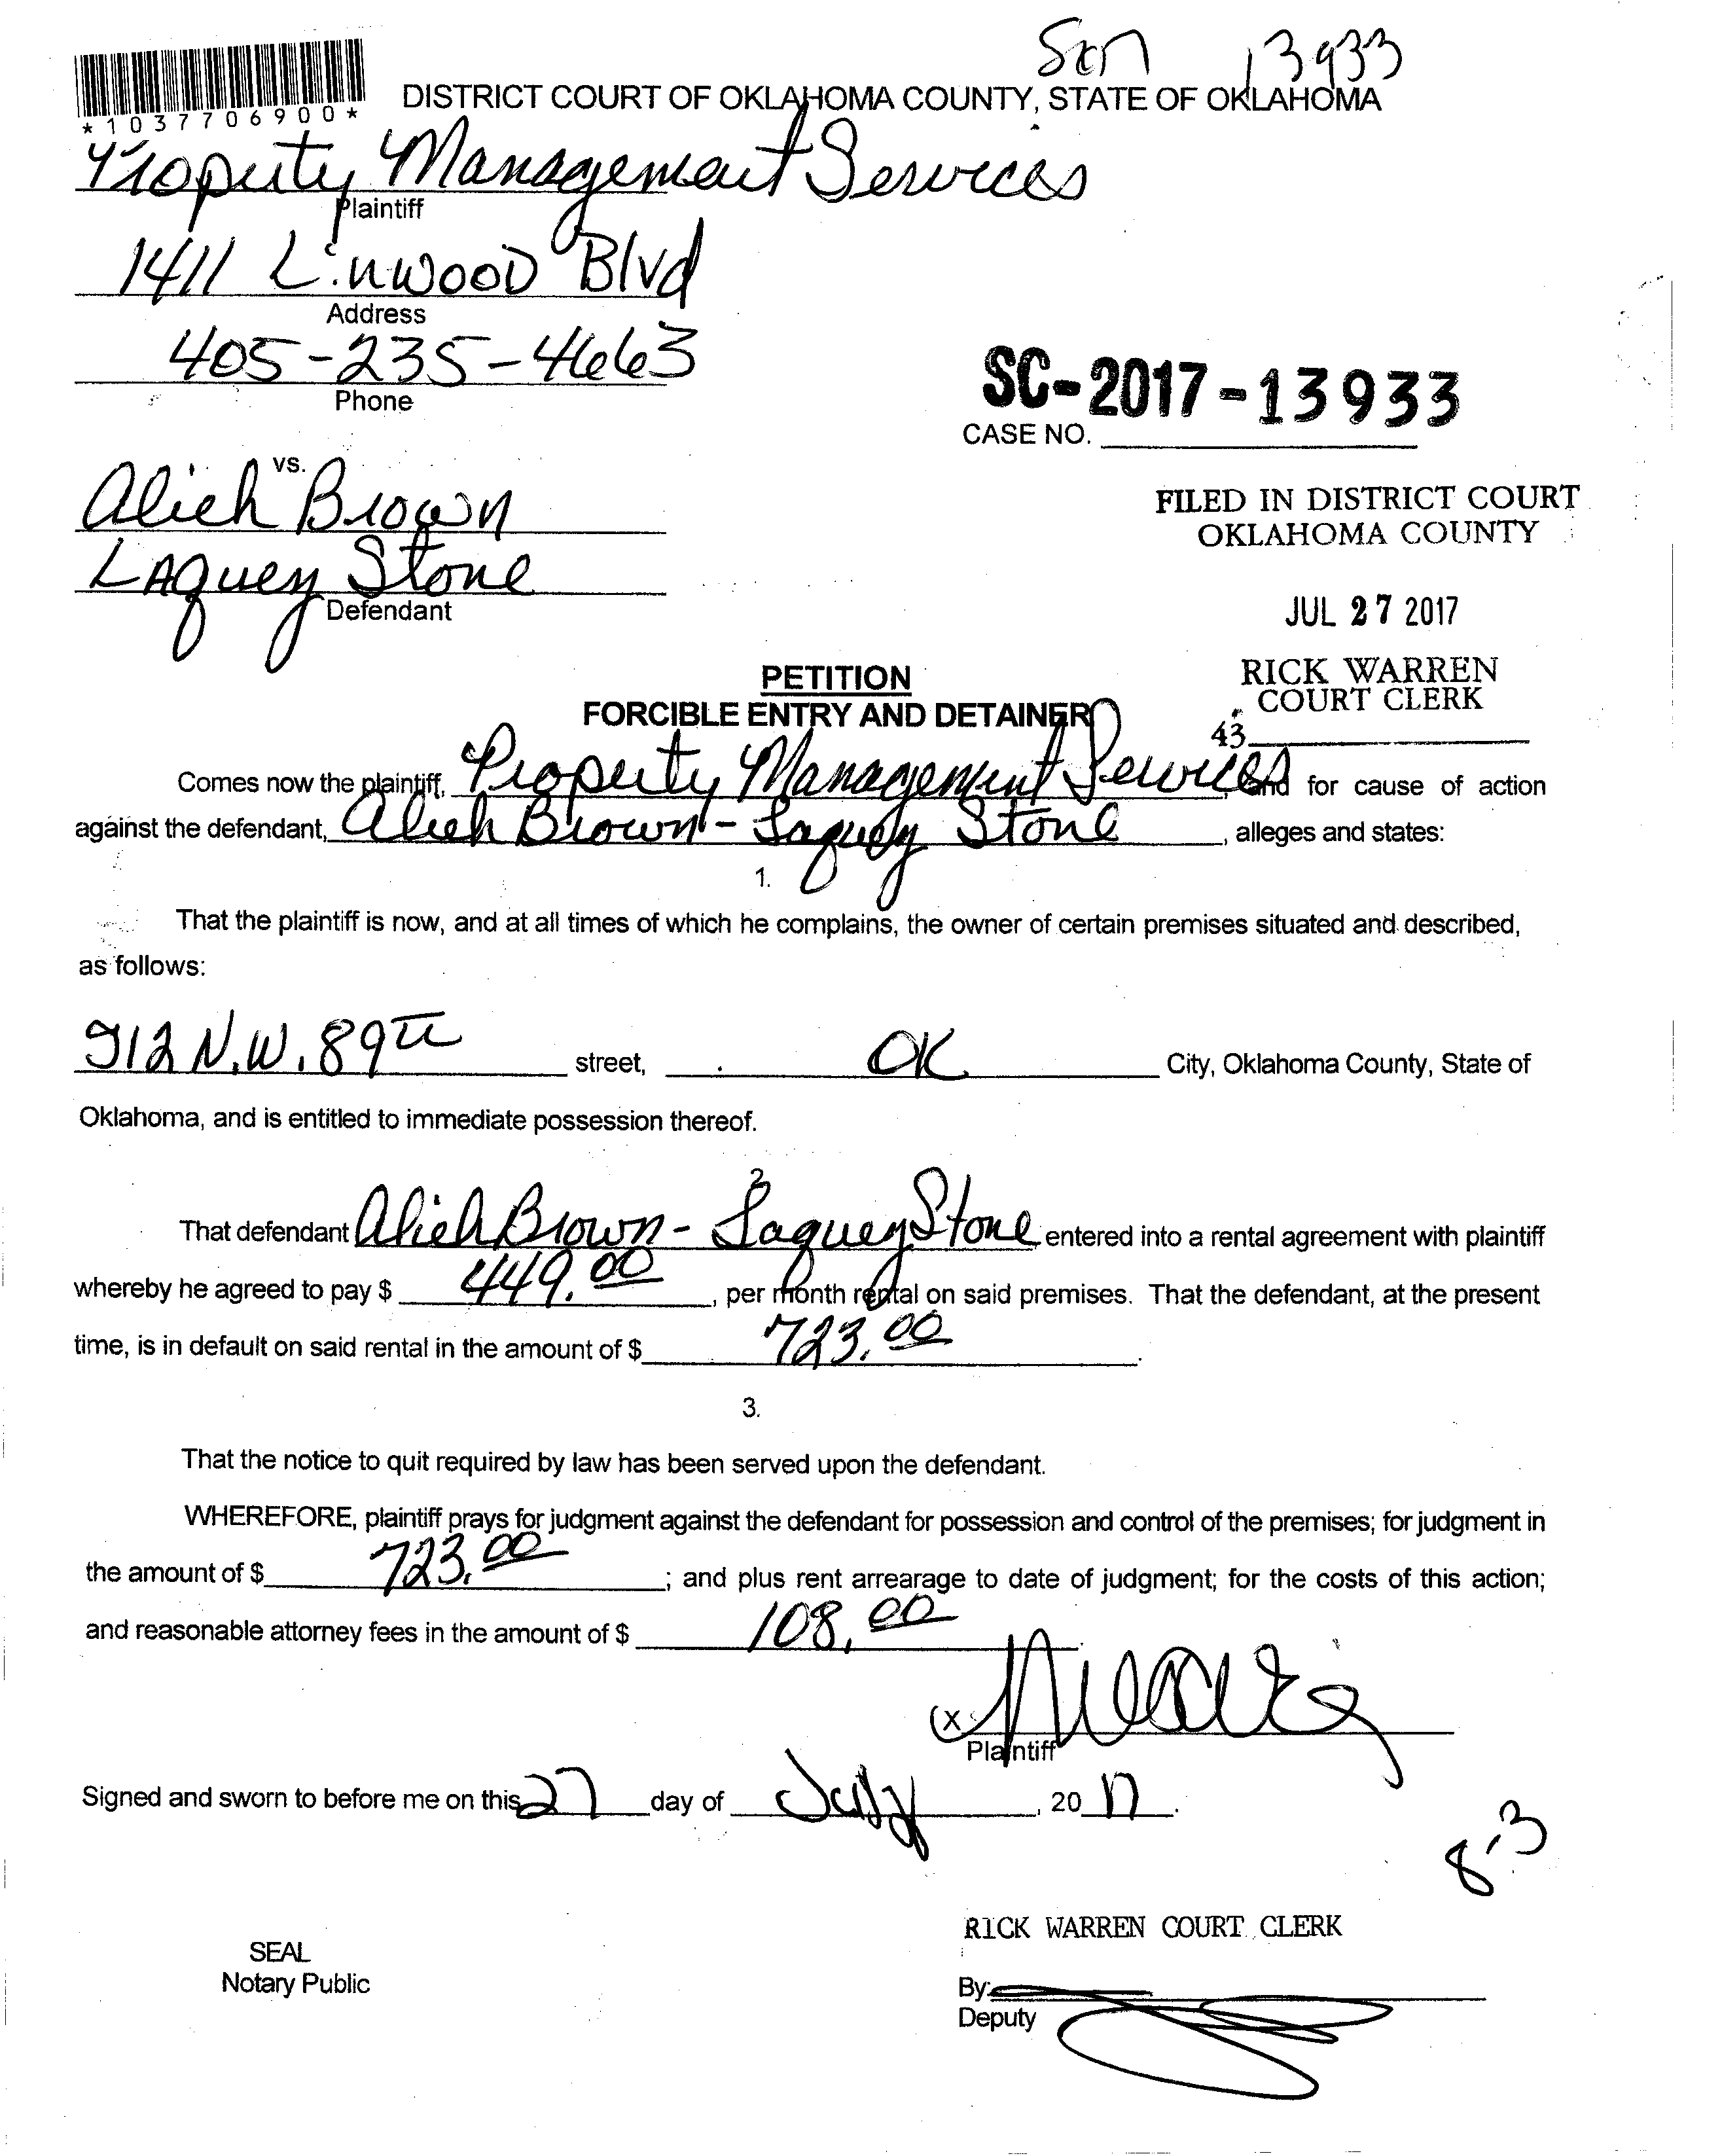 13933
*1037706900*
DISTRICT COURT OF OKLAHOMA COUNTY, STATE OF OKLAHOMA
Property Management Services
Plaintiff
1411 Linwood Blvd
Address
405-235-4663
Phone
SC-2017-13933
CASE NO.
vs.
Alieh Brown
Laquey Stone
Defendant
FILED IN DISTRICT COURT
OKLAHOMA COUNTY
JUL 27 2017
RICK WARREN
COURT CLERK
43
PETITION
FORCIBLE ENTRY AND DETAINER
Comes now the plaintiff, Property Management Services, and for cause of action
against the defendant, Alieh Brown - Laquey Stone, alleges and states:
1.
That the plaintiff is now, and at all times of which he complains, the owner of certain premises situated and described,
as follows:
912 N.W. 89th street, OK City, Oklahoma County, State of
Oklahoma, and is entitled to immediate possession thereof.
2.
That defendant Alieh Brown - Laquey Stone entered into a rental agreement with plaintiff
whereby he agreed to pay $ 449.00, per month rental on said premises. That the defendant, at the present
time, is in default on said rental in the amount of $ 723.00.
3.
That the notice to quit required by law has been served upon the defendant.
WHEREFORE, plaintiff prays for judgment against the defendant for possession and control of the premises; for judgment in
the amount of $ 723.00; and plus rent arrearage to date of judgment; for the costs of this action;
and reasonable attorney fees in the amount of $ 108.00
(x
Plaintiff
Signed and sworn to before me on this 27 day of July, 2017.
8-3
RICK WARREN COURT CLERK
SEAL
Notary Public
By:
Deputy